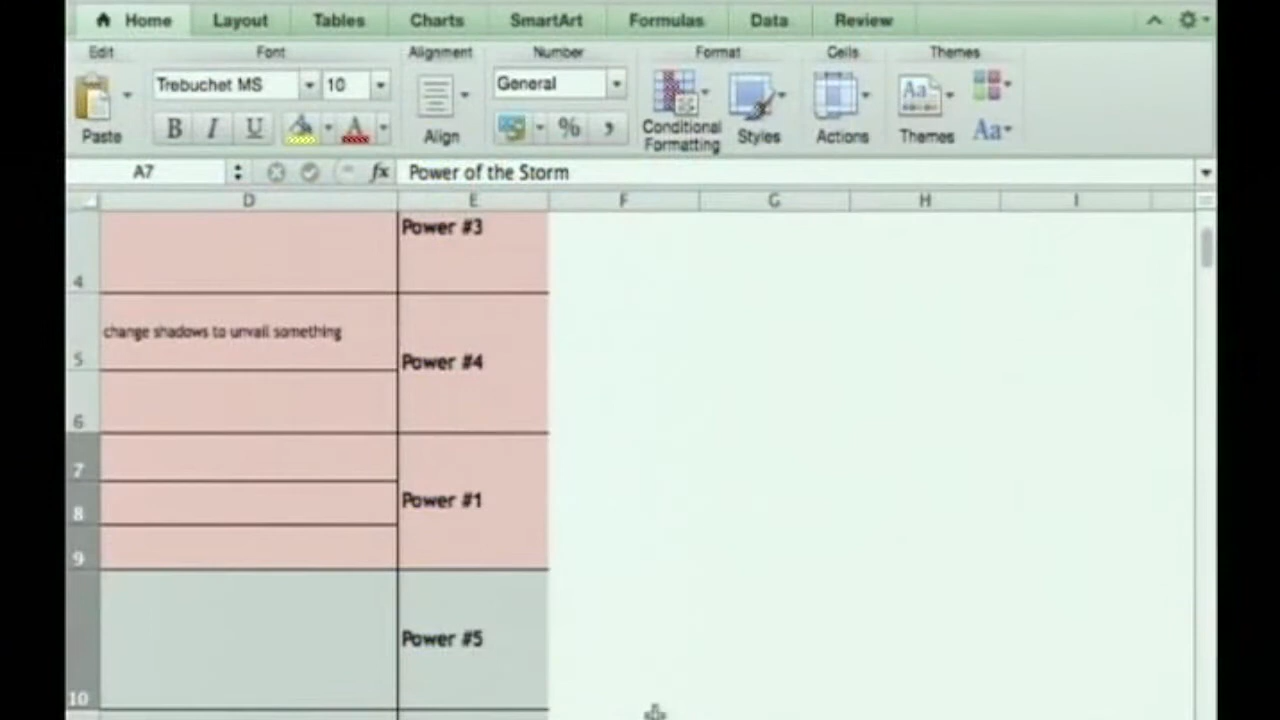 Home Layout Tables Charts SmartArt Formulas Data Review
Edit Font Alignment Number Format Cells Themes
Trebuchet MS 10 General
Paste B I U Align % , Conditional Formatting Styles Actions Aa Themes Aa
A7 fx Power of the Storm
D E F G H I
Power #3
4
change shadows to unvail something
5
Power #4
6
7
Power #1
8
9
Power #5
10